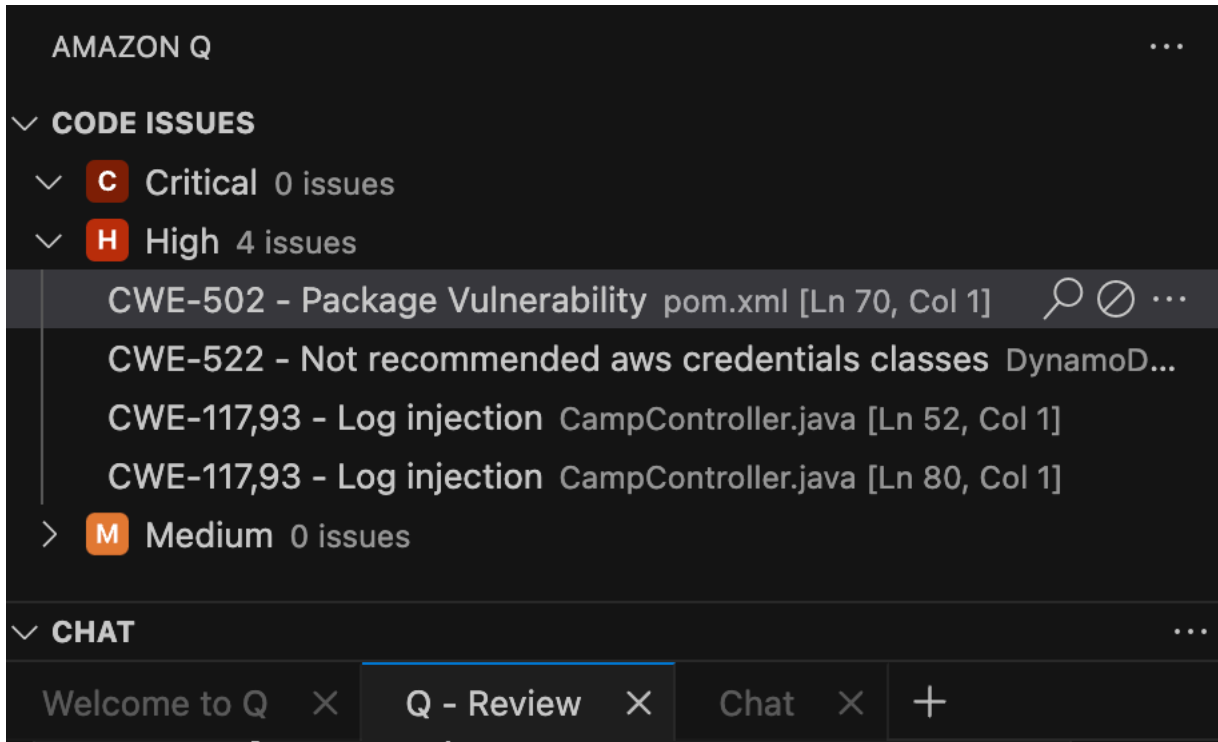 AMAZON Q ...
CODE ISSUES
C Critical 0 issues
H High 4 issues
CWE-502 - Package Vulnerability pom.xml [Ln 70, Col 1] ...
CWE-522 - Not recommended aws credentials classes DynamoD...
CWE-117,93 - Log injection CampController.java [Ln 52, Col 1]
CWE-117,93 - Log injection CampController.java [Ln 80, Col 1]
M Medium 0 issues
CHAT ...
Welcome to Q Q - Review Chat